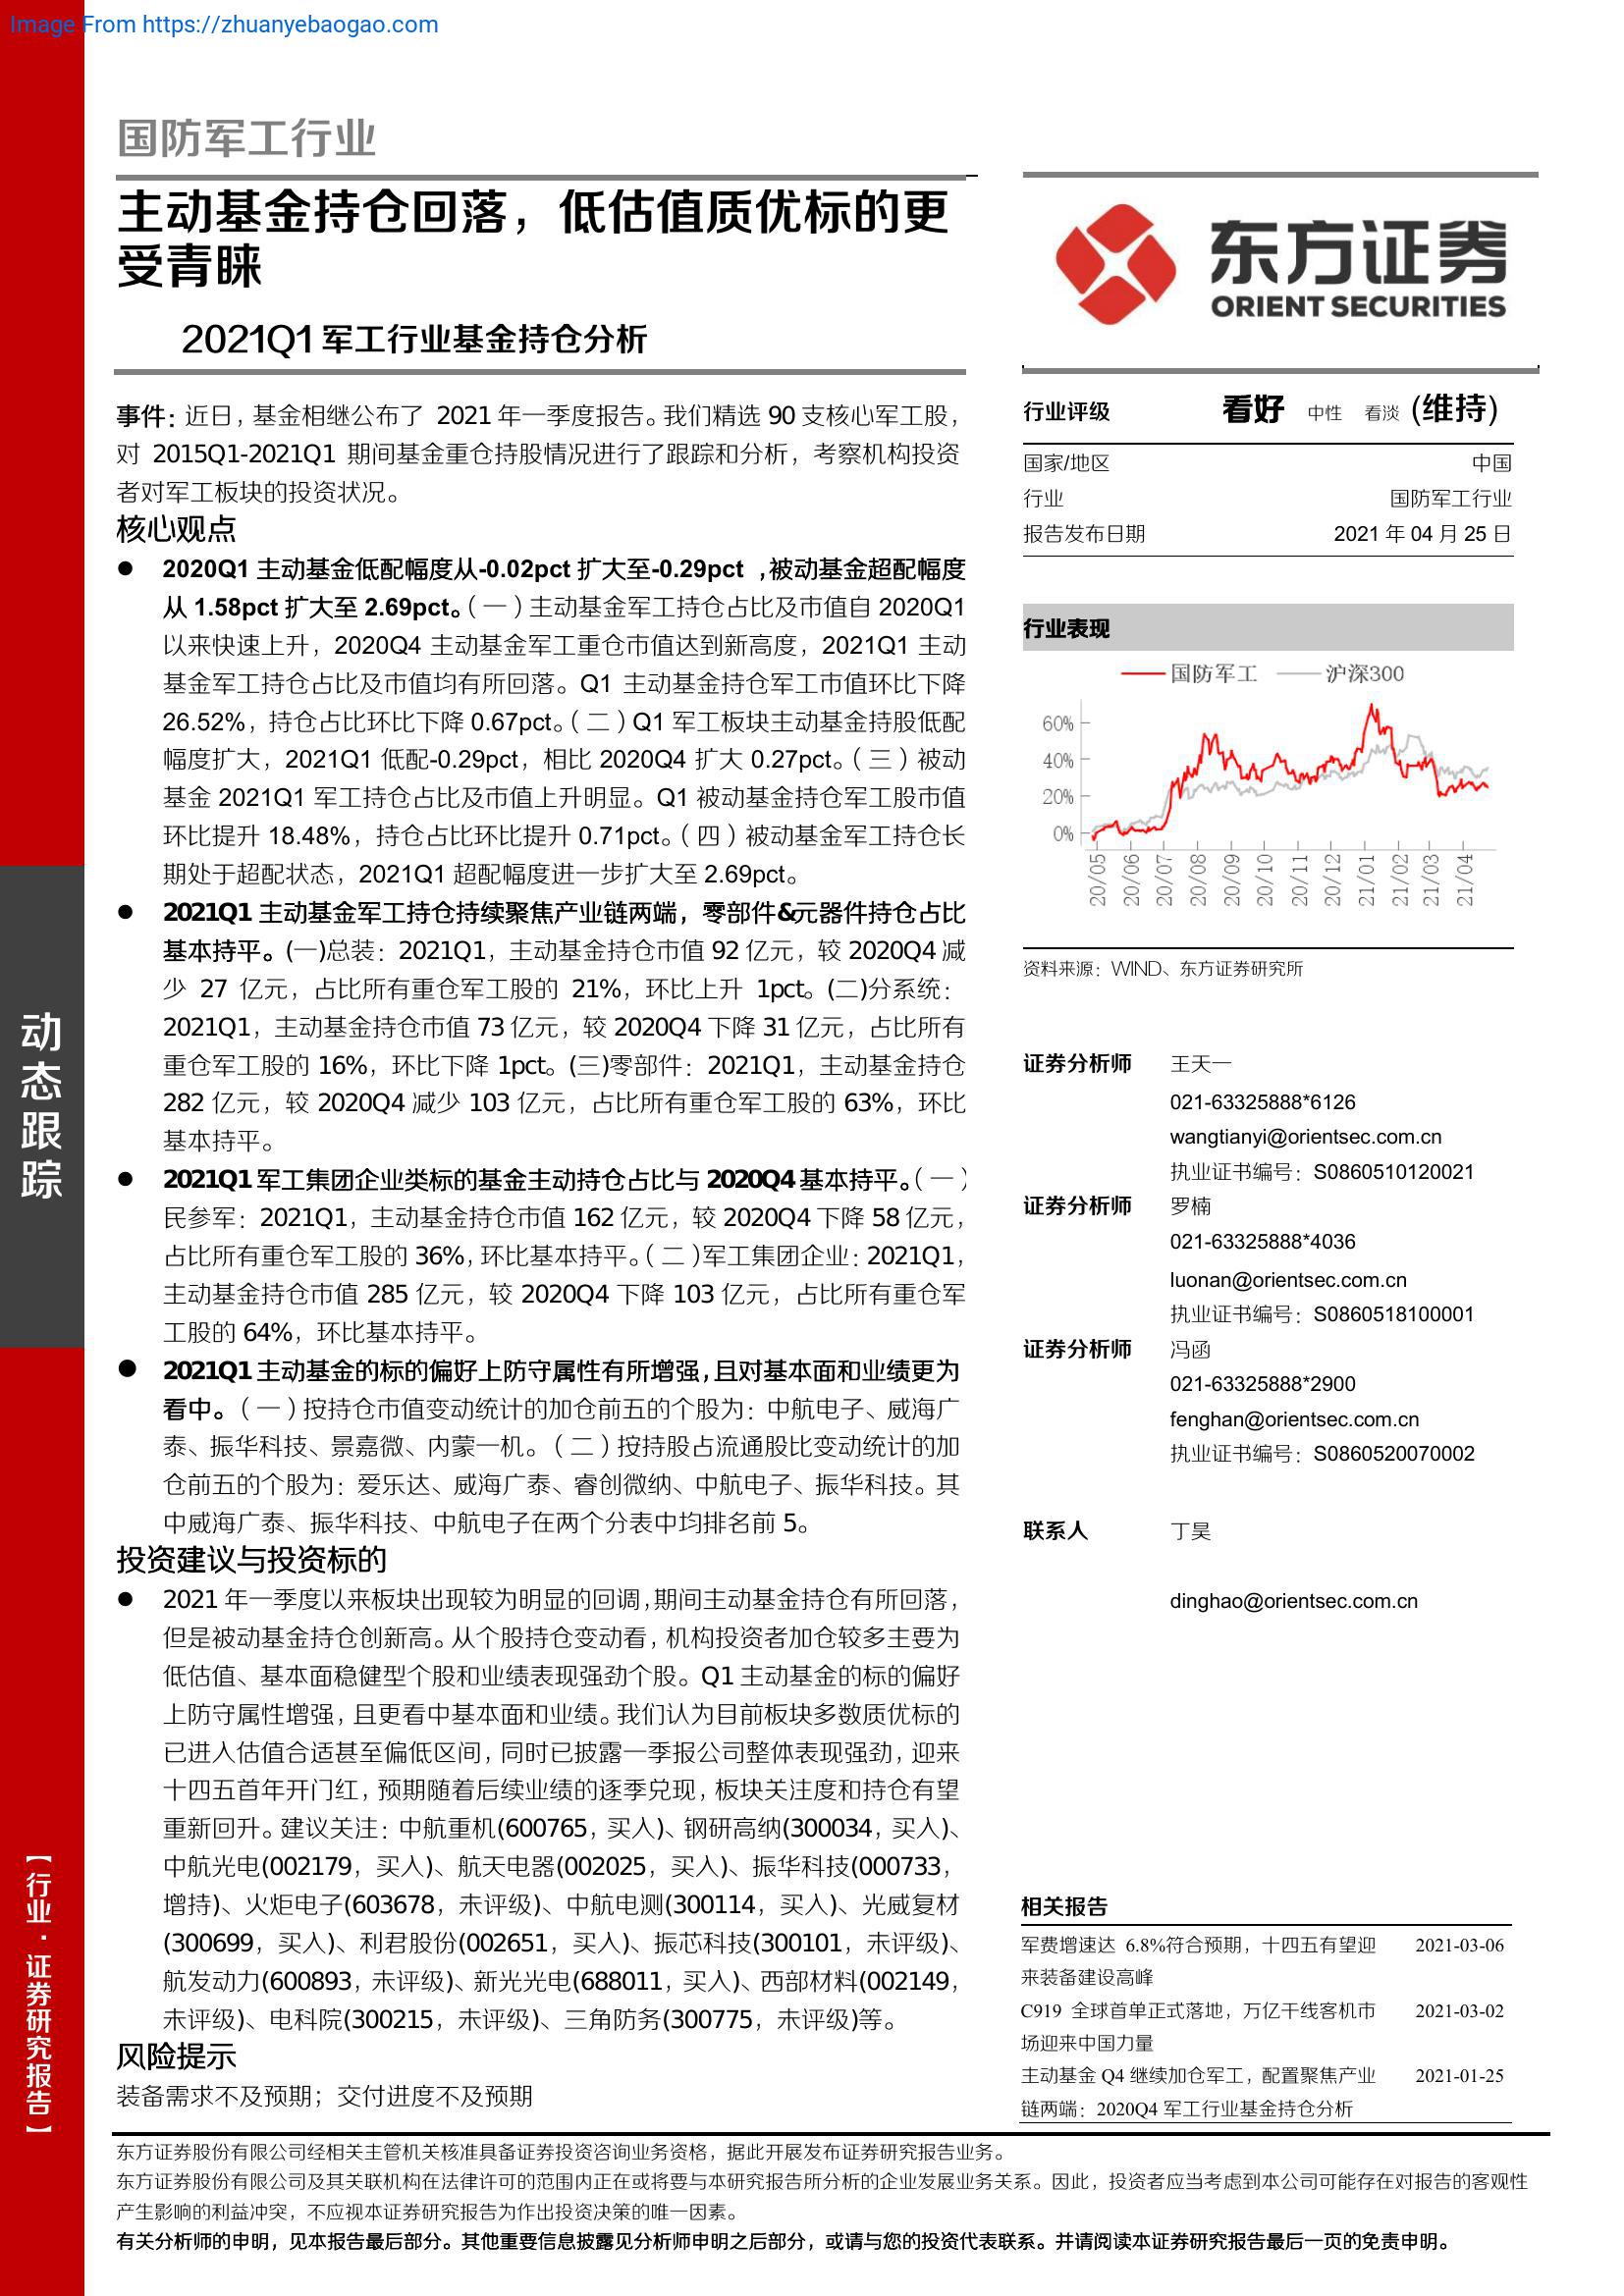 Image From https://zhuanyebaogao.com
国防军工行业
主动基金持仓回落，低估值质优标的更
受青睐
2021Q1军工行业基金持仓分析
事件：近日，基金相继公布了 2021 年一季度报告。我们精选 90 支核心军工股，
对 2015Q1-2021Q1 期间基金重仓持股情况进行了跟踪和分析，考察机构投资
者对军工板块的投资状况。
核心观点
● 2020Q1 主动基金低配幅度从-0.02pct 扩大至-0.29pct ，被动基金超配幅度
从 1.58pct 扩大至 2.69pct。（一）主动基金军工持仓占比及市值自 2020Q1
以来快速上升，2020Q4 主动基金军工重仓市值达到新高度，2021Q1 主动
基金军工持仓占比及市值均有所回落。Q1 主动基金持仓军工市值环比下降
26.52%，持仓占比环比下降 0.67pct。（二）Q1 军工板块主动基金持股低配
幅度扩大，2021Q1 低配-0.29pct，相比 2020Q4 扩大 0.27pct。（三）被动
基金 2021Q1 军工持仓占比及市值上升明显。Q1 被动基金持仓军工股市值
环比提升 18.48%，持仓占比环比提升 0.71pct。（四）被动基金军工持仓长
期处于超配状态，2021Q1 超配幅度进一步扩大至 2.69pct。
● 2021Q1 主动基金军工持仓持续聚焦产业链两端，零部件&元器件持仓占比
基本持平。(一)总装：2021Q1，主动基金持仓市值 92 亿元，较 2020Q4 减
少 27 亿元，占比所有重仓军工股的 21%，环比上升 1pct。(二)分系统：
2021Q1，主动基金持仓市值 73 亿元，较 2020Q4 下降 31 亿元，占比所有
重仓军工股的 16%，环比下降 1pct。(三)零部件：2021Q1，主动基金持仓
282 亿元，较 2020Q4 减少 103 亿元，占比所有重仓军工股的 63%，环比
基本持平。
● 2021Q1 军工集团企业类标的基金主动持仓占比与 2020Q4 基本持平。（一）
民参军：2021Q1，主动基金持仓市值 162 亿元，较 2020Q4 下降 58 亿元，
占比所有重仓军工股的 36%，环比基本持平。（二）军工集团企业：2021Q1，
主动基金持仓市值 285 亿元，较 2020Q4 下降 103 亿元，占比所有重仓军
工股的 64%，环比基本持平。
● 2021Q1 主动基金的标的偏好上防守属性有所增强，且对基本面和业绩更为
看中。（一）按持仓市值变动统计的加仓前五的个股为：中航电子、威海广
泰、振华科技、景嘉微、内蒙一机。（二）按持股占流通股比变动统计的加
仓前五的个股为：爱乐达、威海广泰、睿创微纳、中航电子、振华科技。其
中威海广泰、振华科技、中航电子在两个分表中均排名前 5。
投资建议与投资标的
● 2021 年一季度以来板块出现较为明显的回调，期间主动基金持仓有所回落，
但是被动基金持仓创新高。从个股持仓变动看，机构投资者加仓较多主要为
低估值、基本面稳健型个股和业绩表现强劲个股。Q1 主动基金的标的偏好
上防守属性增强，且更看中基本面和业绩。我们认为目前板块多数质优标的
已进入估值合适甚至偏低区间，同时已披露一季报公司整体表现强劲，迎来
十四五首年开门红，预期随着后续业绩的逐季兑现，板块关注度和持仓有望
重新回升。建议关注：中航重机(600765，买入)、钢研高纳(300034，买入)、
中航光电(002179，买入)、航天电器(002025，买入)、振华科技(000733，
增持)、火炬电子(603678，未评级)、中航电测(300114，买入)、光威复材
(300699，买入)、利君股份(002651，买入)、振芯科技(300101，未评级)、
航发动力(600893，未评级)、新光光电(688011，买入)、西部材料(002149，
未评级)、电科院(300215，未评级)、三角防务(300775，未评级)等。
风险提示
装备需求不及预期；交付进度不及预期
东方证券
ORIENT SECURITIES
行业评级 看好 中性 看淡 (维持)
国家/地区 中国
行业 国防军工行业
报告发布日期 2021 年 04 月 25 日
行业表现
国防军工 沪深300
60%
40%
20%
0%
20/05 20/06 20/07 20/08 20/09 20/10 20/11 20/12 21/01 21/02 21/03 21/04
资料来源：WIND、东方证券研究所
证券分析师 王天一
021-63325888*6126
wangtianyi@orientsec.com.cn
执业证书编号：S0860510120021
证券分析师 罗楠
021-63325888*4036
luonan@orientsec.com.cn
执业证书编号：S0860518100001
证券分析师 冯函
021-63325888*2900
fenghan@orientsec.com.cn
执业证书编号：S0860520070002
联系人 丁昊
dinghao@orientsec.com.cn
相关报告
军费增速达 6.8%符合预期，十四五有望迎 2021-03-06
来装备建设高峰
C919 全球首单正式落地，万亿干线客机市 2021-03-02
场迎来中国力量
主动基金 Q4 继续加仓军工，配置聚焦产业 2021-01-25
链两端：2020Q4 军工行业基金持仓分析
动态跟踪
【行业·证券研究报告】
东方证券股份有限公司经相关主管机关核准具备证券投资咨询业务资格，据此开展发布证券研究报告业务。
东方证券股份有限公司及其关联机构在法律许可的范围内正在或将要与本研究报告所分析的企业发展业务关系。因此，投资者应当考虑到本公司可能存在对报告的客观性
产生影响的利益冲突，不应视本证券研究报告为作出投资决策的唯一因素。
有关分析师的申明，见本报告最后部分。其他重要信息披露见分析师申明之后部分，或请与您的投资代表联系。并请阅读本证券研究报告最后一页的免责申明。